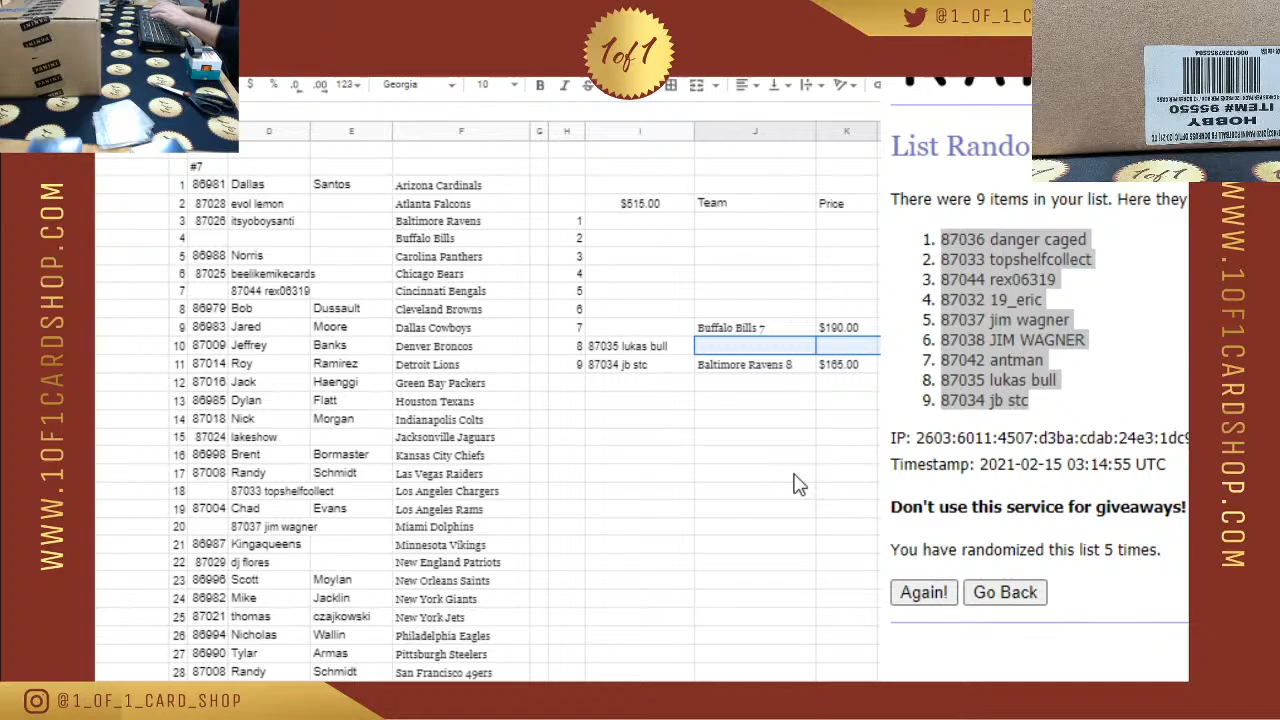 @1_OF_1_C
1 of 1
WWW.1OF1CARDSHOP.COM
WWW.1OF1CARDSHOP.COM
$ % .0 .00 123 Georgia 10 B I S
D E F G H I J K
#7
1 86981 Dallas Santos Arizona Cardinals
2 87028 evol lemon Atlanta Falcons $515.00 Team Price
3 87026 itsyoboysanti Baltimore Ravens 1
4 Buffalo Bills 2
5 86988 Norris Carolina Panthers 3
6 87025 beelikemikecards Chicago Bears 4
7 87044 rex06319 Cincinnati Bengals 5
8 86979 Bob Dussault Cleveland Browns 6
9 86983 Jared Moore Dallas Cowboys 7 Buffalo Bills 7 $190.00
10 87009 Jeffrey Banks Denver Broncos 8 87035 lukas bull
11 87014 Roy Ramirez Detroit Lions 9 87034 jb stc Baltimore Ravens 8 $165.00
12 87016 Jack Haenggi Green Bay Packers
13 86985 Dylan Flatt Houston Texans
14 87018 Nick Morgan Indianapolis Colts
15 87024 lakeshow Jacksonville Jaguars
16 86998 Brent Bormaster Kansas City Chiefs
17 87008 Randy Schmidt Las Vegas Raiders
18 87033 topshelfcollect Los Angeles Chargers
19 87004 Chad Evans Los Angeles Rams
20 87037 jim wagner Miami Dolphins
21 86987 Kingaqueens Minnesota Vikings
22 87029 dj flores New England Patriots
23 86996 Scott Moylan New Orleans Saints
24 86982 Mike Jacklin New York Giants
25 87021 thomas czajkowski New York Jets
26 86994 Nicholas Wallin Philadelphia Eagles
27 86990 Tylar Armas Pittsburgh Steelers
28 87008 Randy Schmidt San Francisco 49ers
List Rando
There were 9 items in your list. Here they
1. 87036 danger caged
2. 87033 topshelfcollect
3. 87044 rex06319
4. 87032 19_eric
5. 87037 jim wagner
6. 87038 JIM WAGNER
7. 87042 antman
8. 87035 lukas bull
9. 87034 jb stc
IP: 2603:6011:4507:d3ba:cdab:24e3:1dc9
Timestamp: 2021-02-15 03:14:55 UTC
Don't use this service for giveaways!
You have randomized this list 5 times.
Again! Go Back
ITEM# 95550
HOBBY
PANINI
@1_OF_1_CARD_SHOP